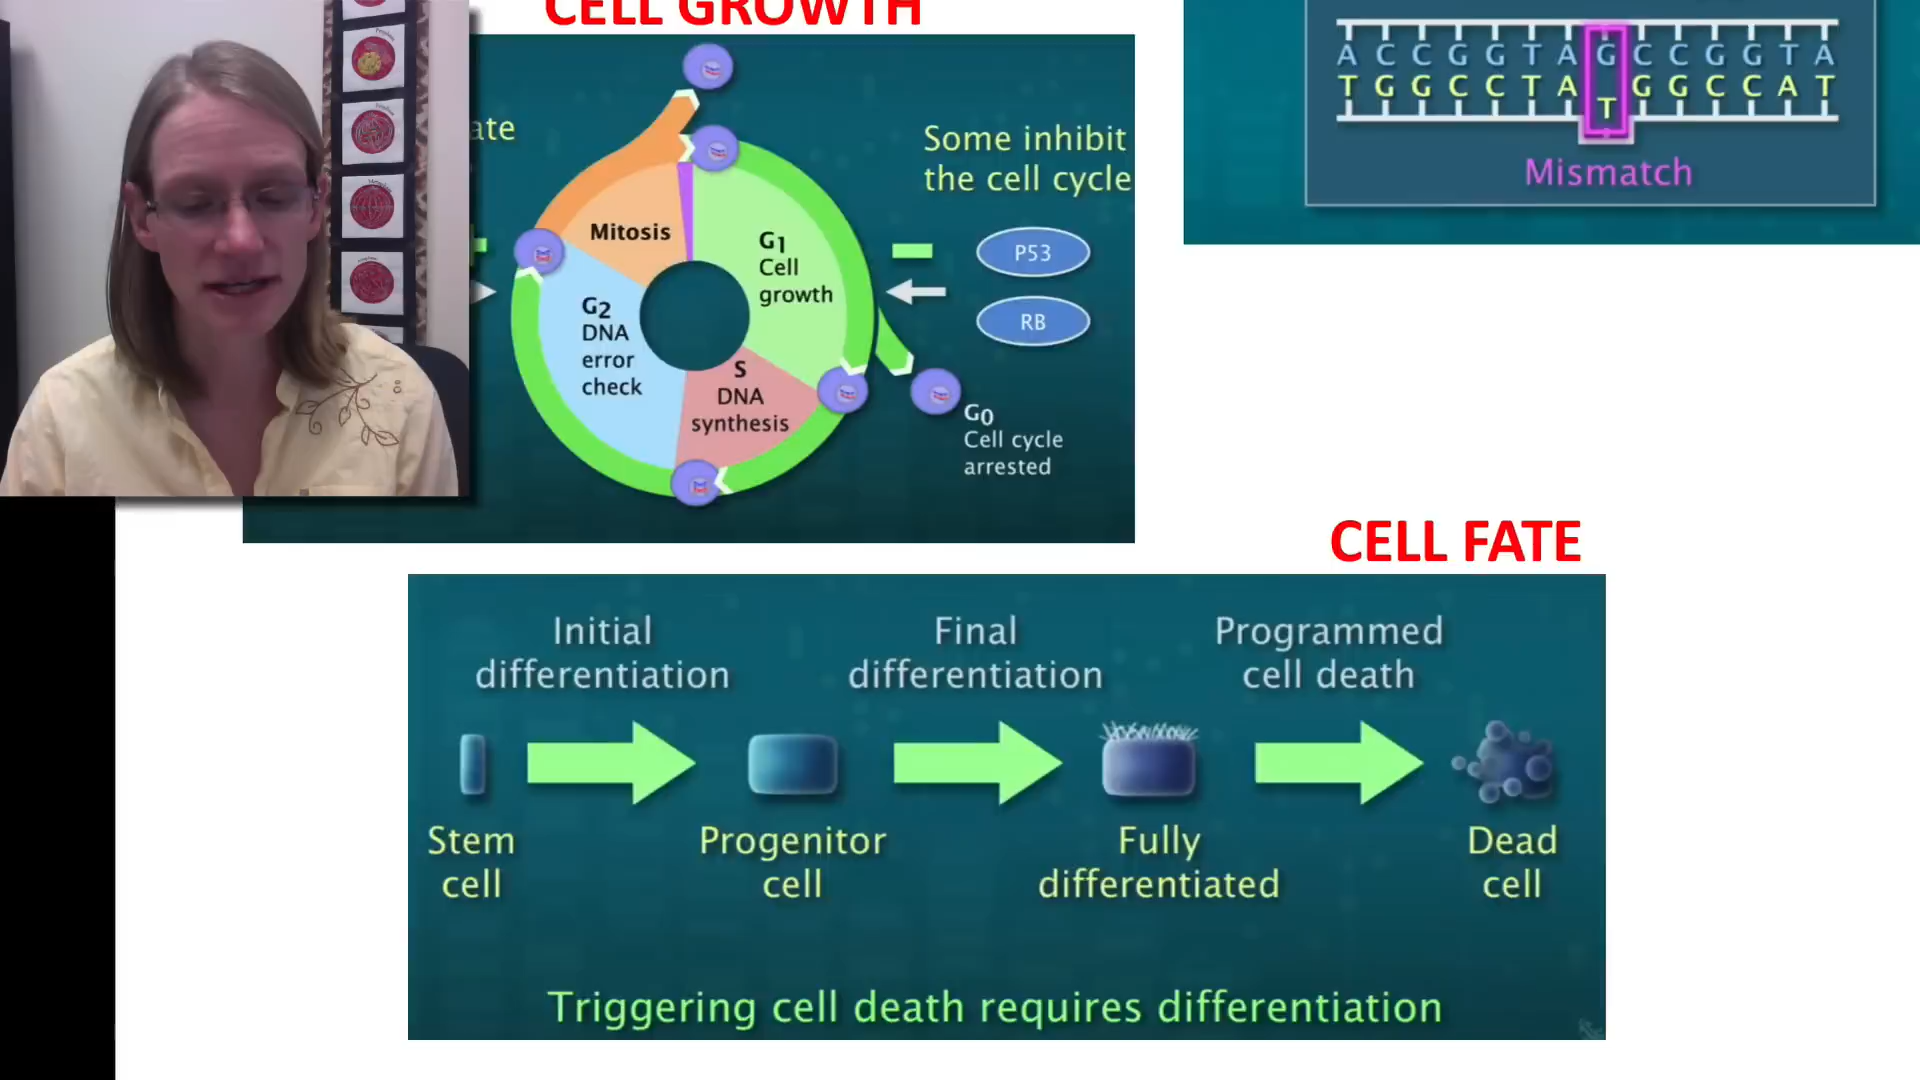 CELL GROWTH
ate
Some inhibit
the cell cycle
P53
RB
Mitosis
G1
Cell
growth
G2
DNA
error
check
S
DNA
synthesis
G0
Cell cycle
arrested
A C C G G T A G C C G G T A
T G G C C T A T G G C C A T
Mismatch
CELL FATE
Initial
differentiation
Final
differentiation
Programmed
cell death
Stem
cell
Progenitor
cell
Fully
differentiated
Dead
cell
Triggering cell death requires differentiation